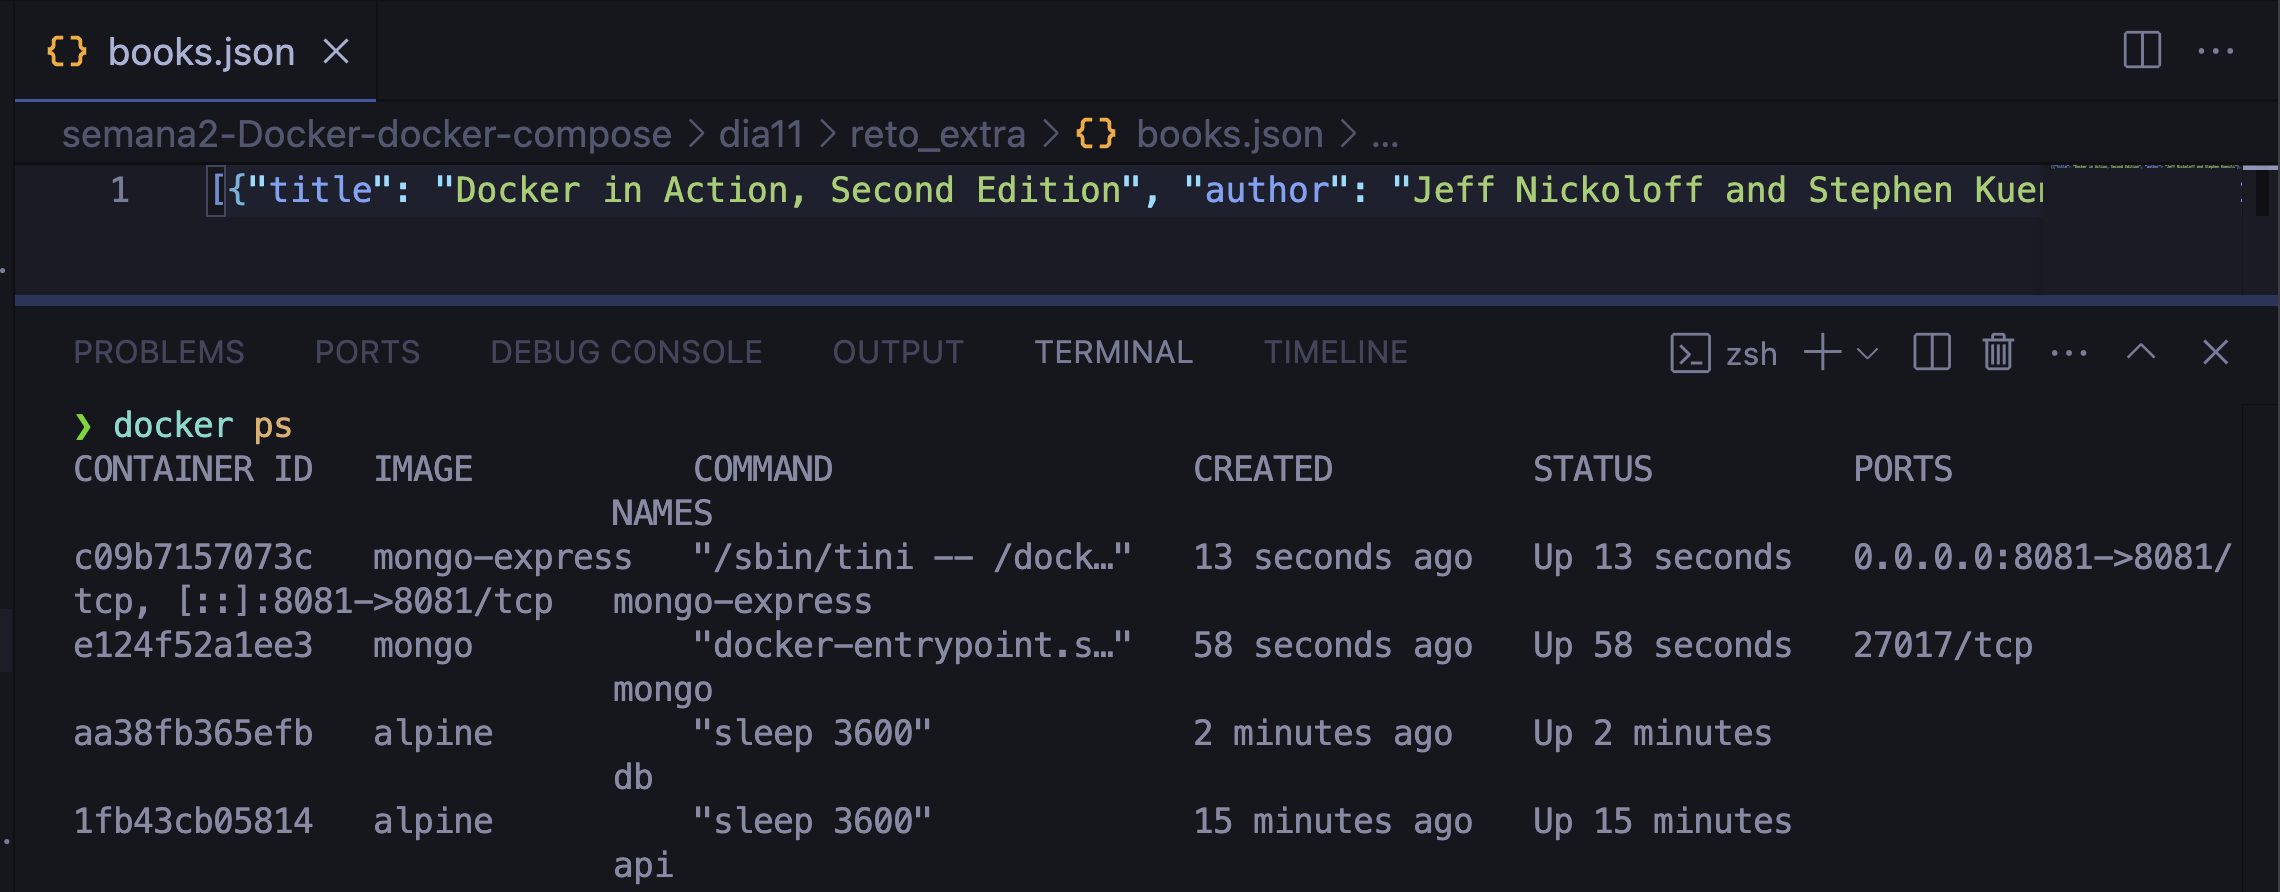 {} books.json ×
semana2-Docker-docker-compose > dia11 > reto_extra > {} books.json > ...
1 [{"title": "Docker in Action, Second Edition", "author": "Jeff Nickoloff and Stephen Kuen
PROBLEMS PORTS DEBUG CONSOLE OUTPUT TERMINAL TIMELINE zsh
❯ docker ps
CONTAINER ID   IMAGE           COMMAND                  CREATED          STATUS          PORTS
NAMES
c09b7157073c   mongo-express   "/sbin/tini -- /dock…"   13 seconds ago   Up 13 seconds   0.0.0.0:8081->8081/
tcp, [::]:8081->8081/tcp   mongo-express
e124f52a1ee3   mongo           "docker-entrypoint.s…"   58 seconds ago   Up 58 seconds   27017/tcp
mongo
aa38fb365efb   alpine          "sleep 3600"             2 minutes ago    Up 2 minutes
db
1fb43cb05814   alpine          "sleep 3600"             15 minutes ago   Up 15 minutes
api